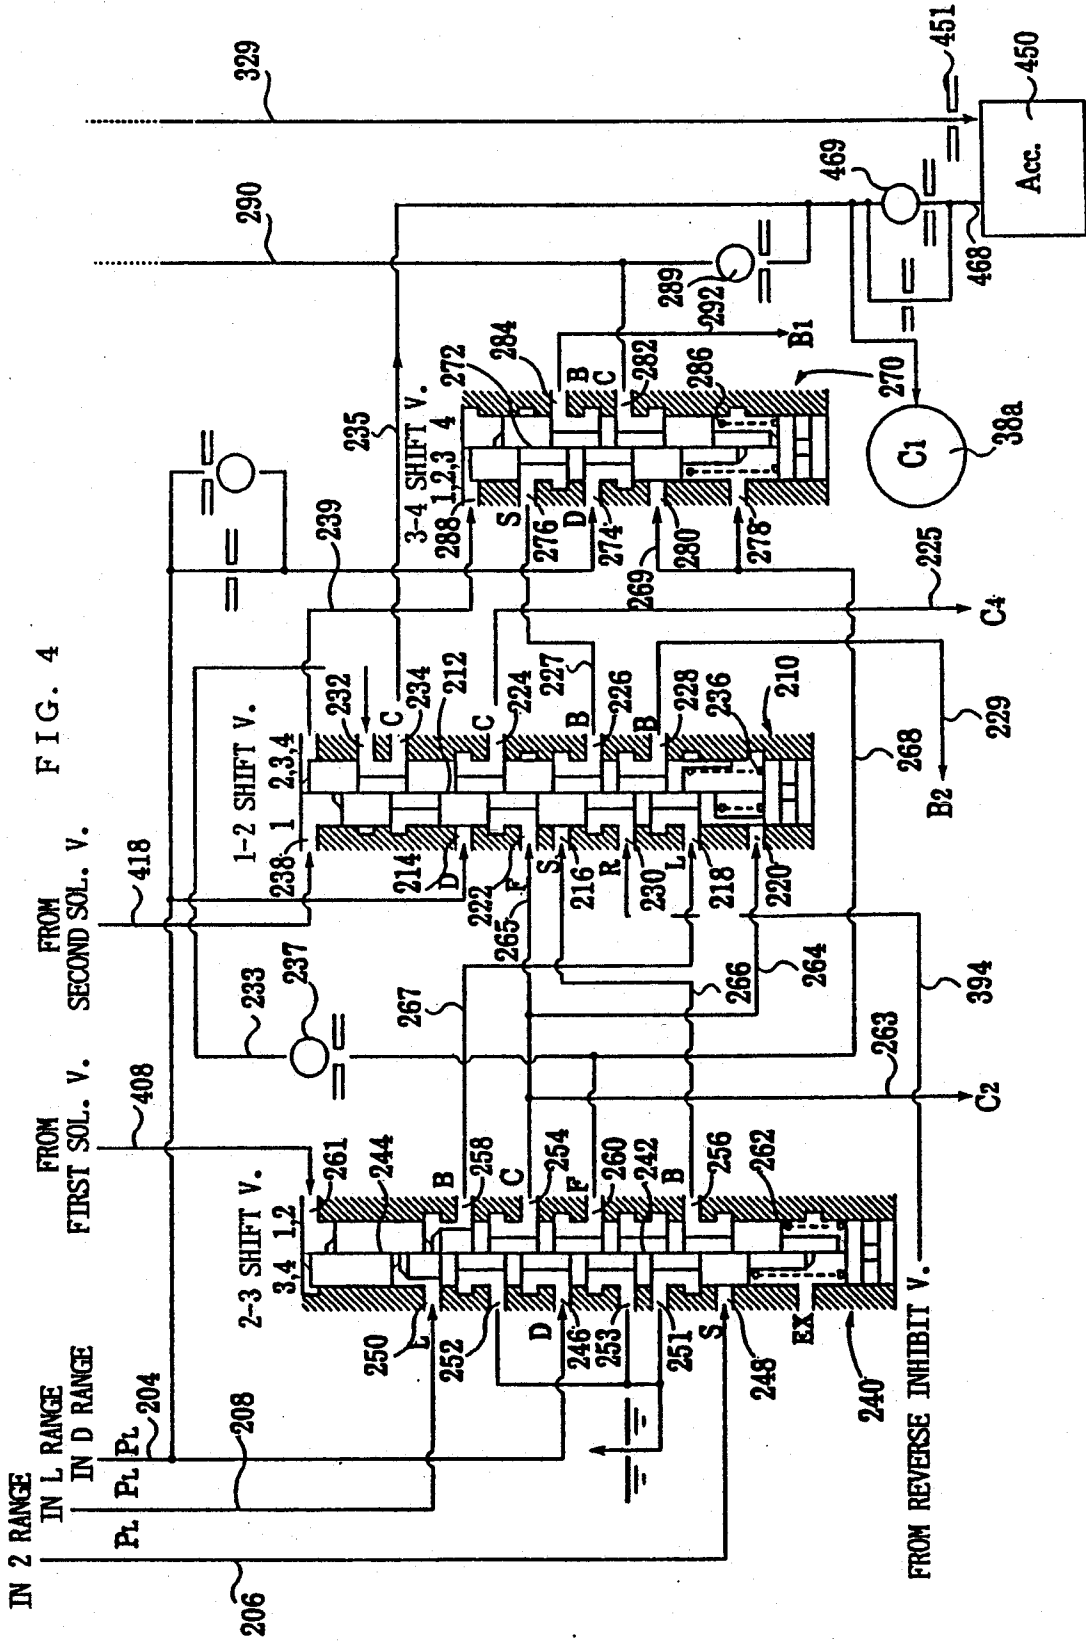 FIG. 4
IN 2 RANGE
IN L RANGE
IN D RANGE
PL
PL
PL
206
208
204
FROM
FIRST SOL. V.
408
FROM
SECOND SOL. V.
418
233
237
239
235
290
329
2-3 SHIFT V.
3,4
1,2
261
244
250
L
252
D
246
253
251
S
248
EX
240
B
258
C
254
F
260
242
B
256
262
267
265
266
264
263
C2
394
FROM REVERSE INHIBIT V.
1-2 SHIFT V.
1
2,3,4
238
214
D
222
F
S
216
R
230
L
218
220
232
C
234
212
C
224
227
B
226
B
228
236
210
268
229
B2
225
C4
3-4 SHIFT V.
1,2,3
4
288
S
276
D
274
269
280
278
272
284
B
C
282
286
270
292
B1
289
C1
38a
469
468
451
450
Acc.